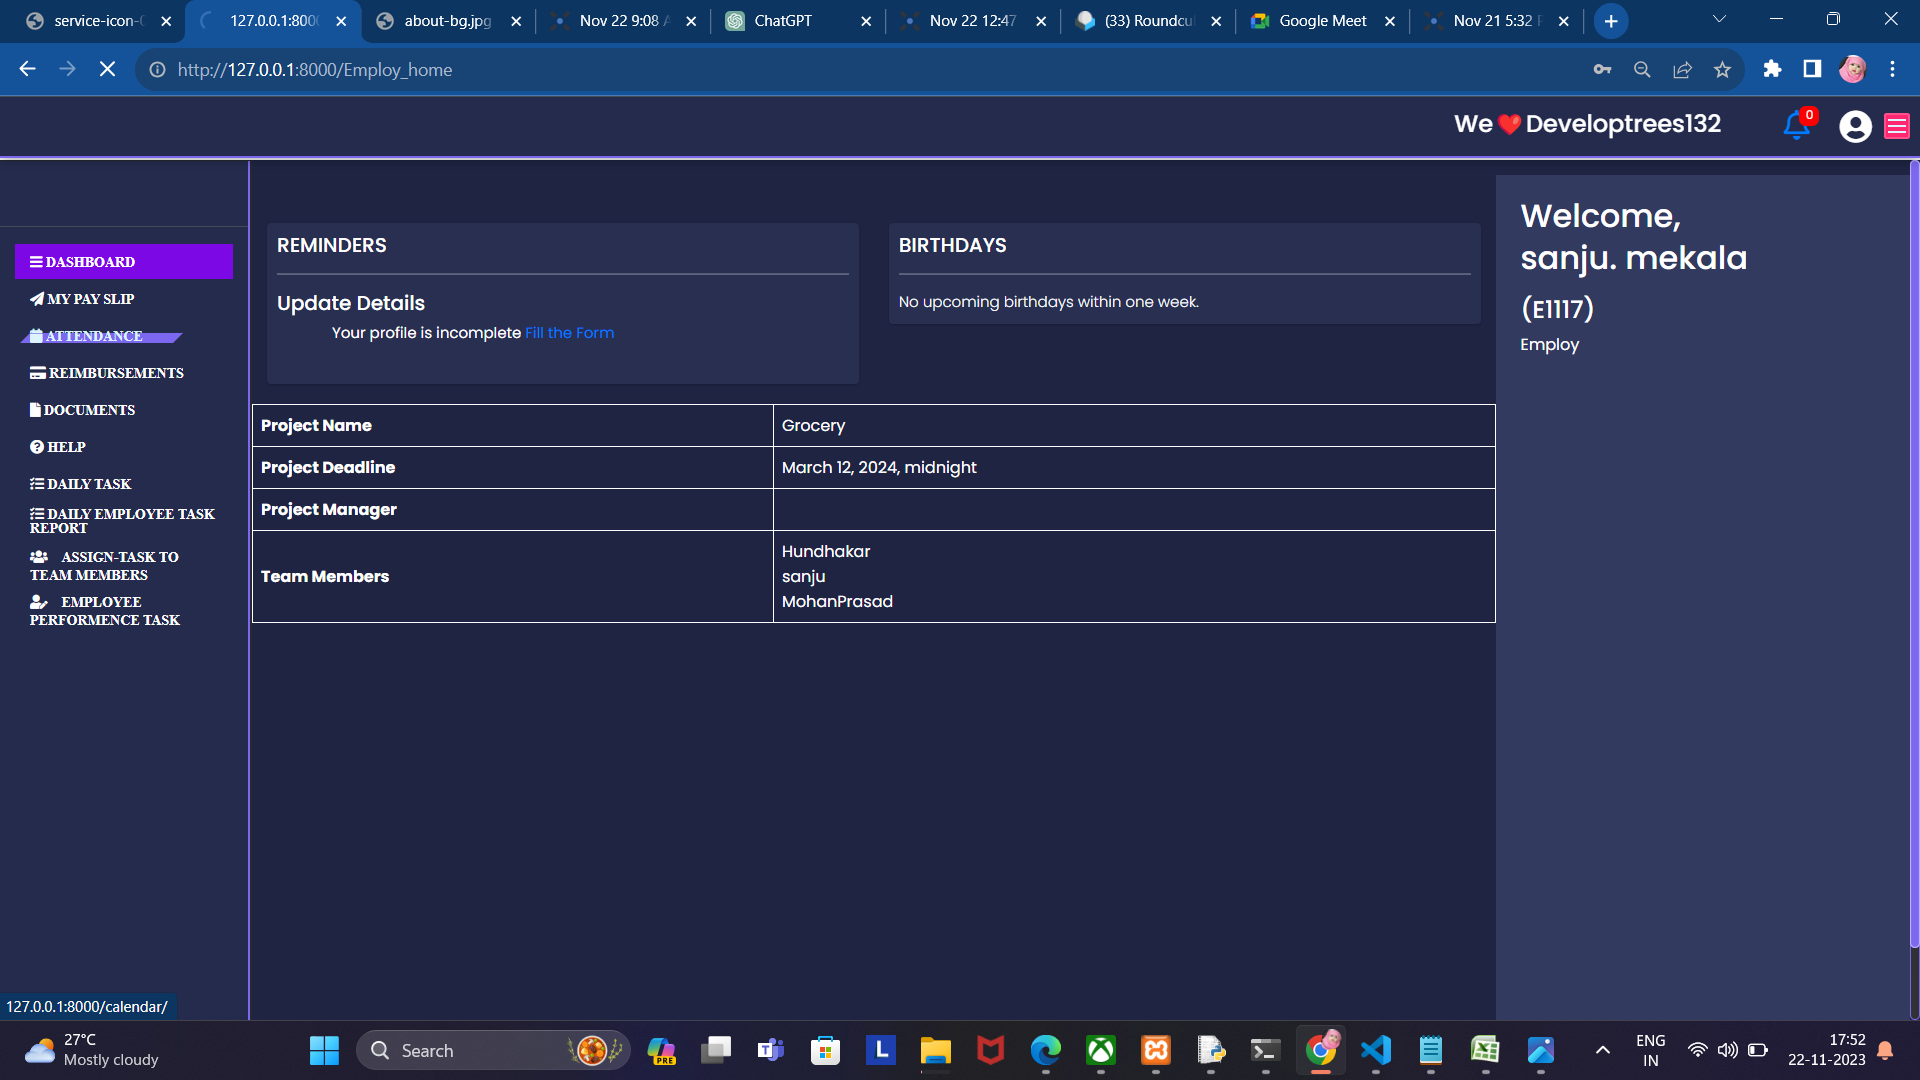 service-icon-
127.0.0.1:800
about-bg.jpg
Nov 22 9:08 A
ChatGPT
Nov 22 12:47
(33) Roundcu
Google Meet
Nov 21 5:32 P
http://127.0.0.1:8000/Employ_home
We❤️Developtrees132
0
DASHBOARD
MY PAY SLIP
ATTENDANCE
REIMBURSEMENTS
DOCUMENTS
HELP
DAILY TASK
DAILY EMPLOYEE TASK
REPORT
ASSIGN-TASK TO
TEAM MEMBERS
EMPLOYEE
PERFORMENCE TASK
REMINDERS
Update Details
Your profile is incomplete Fill the Form
BIRTHDAYS
No upcoming birthdays within one week.
Project Name Grocery
Project Deadline March 12, 2024, midnight
Project Manager
Team Members
Hundhakar
sanju
MohanPrasad
Welcome,
sanju. mekala
(E1117)
Employ
127.0.0.1:8000/calendar/
27°C
Mostly cloudy
Search
PRE
L
ENG
IN
17:52
22-11-2023